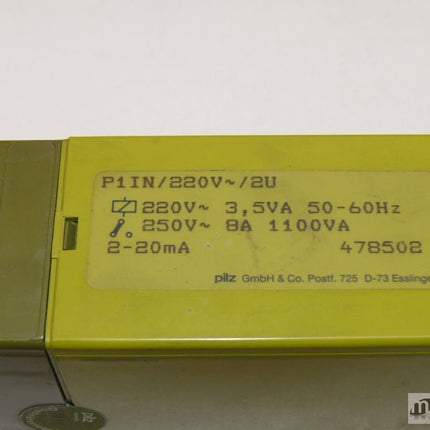 P1IN/220V~/2U
220V~ 3,5VA 50-60Hz
250V~ 8A 1100VA
2-20mA 478502
pilz GmbH & Co. Postf. 725 D-73 Esslinge